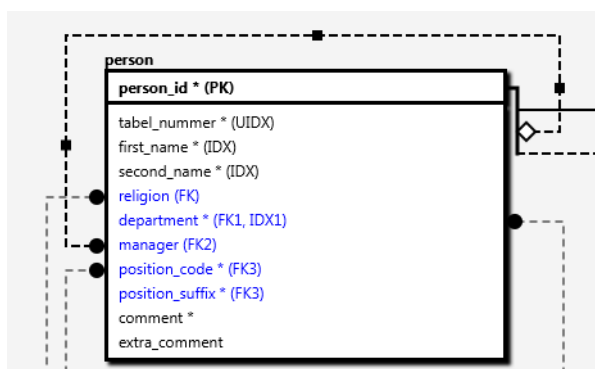 person
person_id * (PK)
tabel_nummer * (UIDX)
first_name * (IDX)
second_name * (IDX)
religion (FK)
department * (FK1, IDX1)
manager (FK2)
position_code * (FK3)
position_suffix * (FK3)
comment *
extra_comment